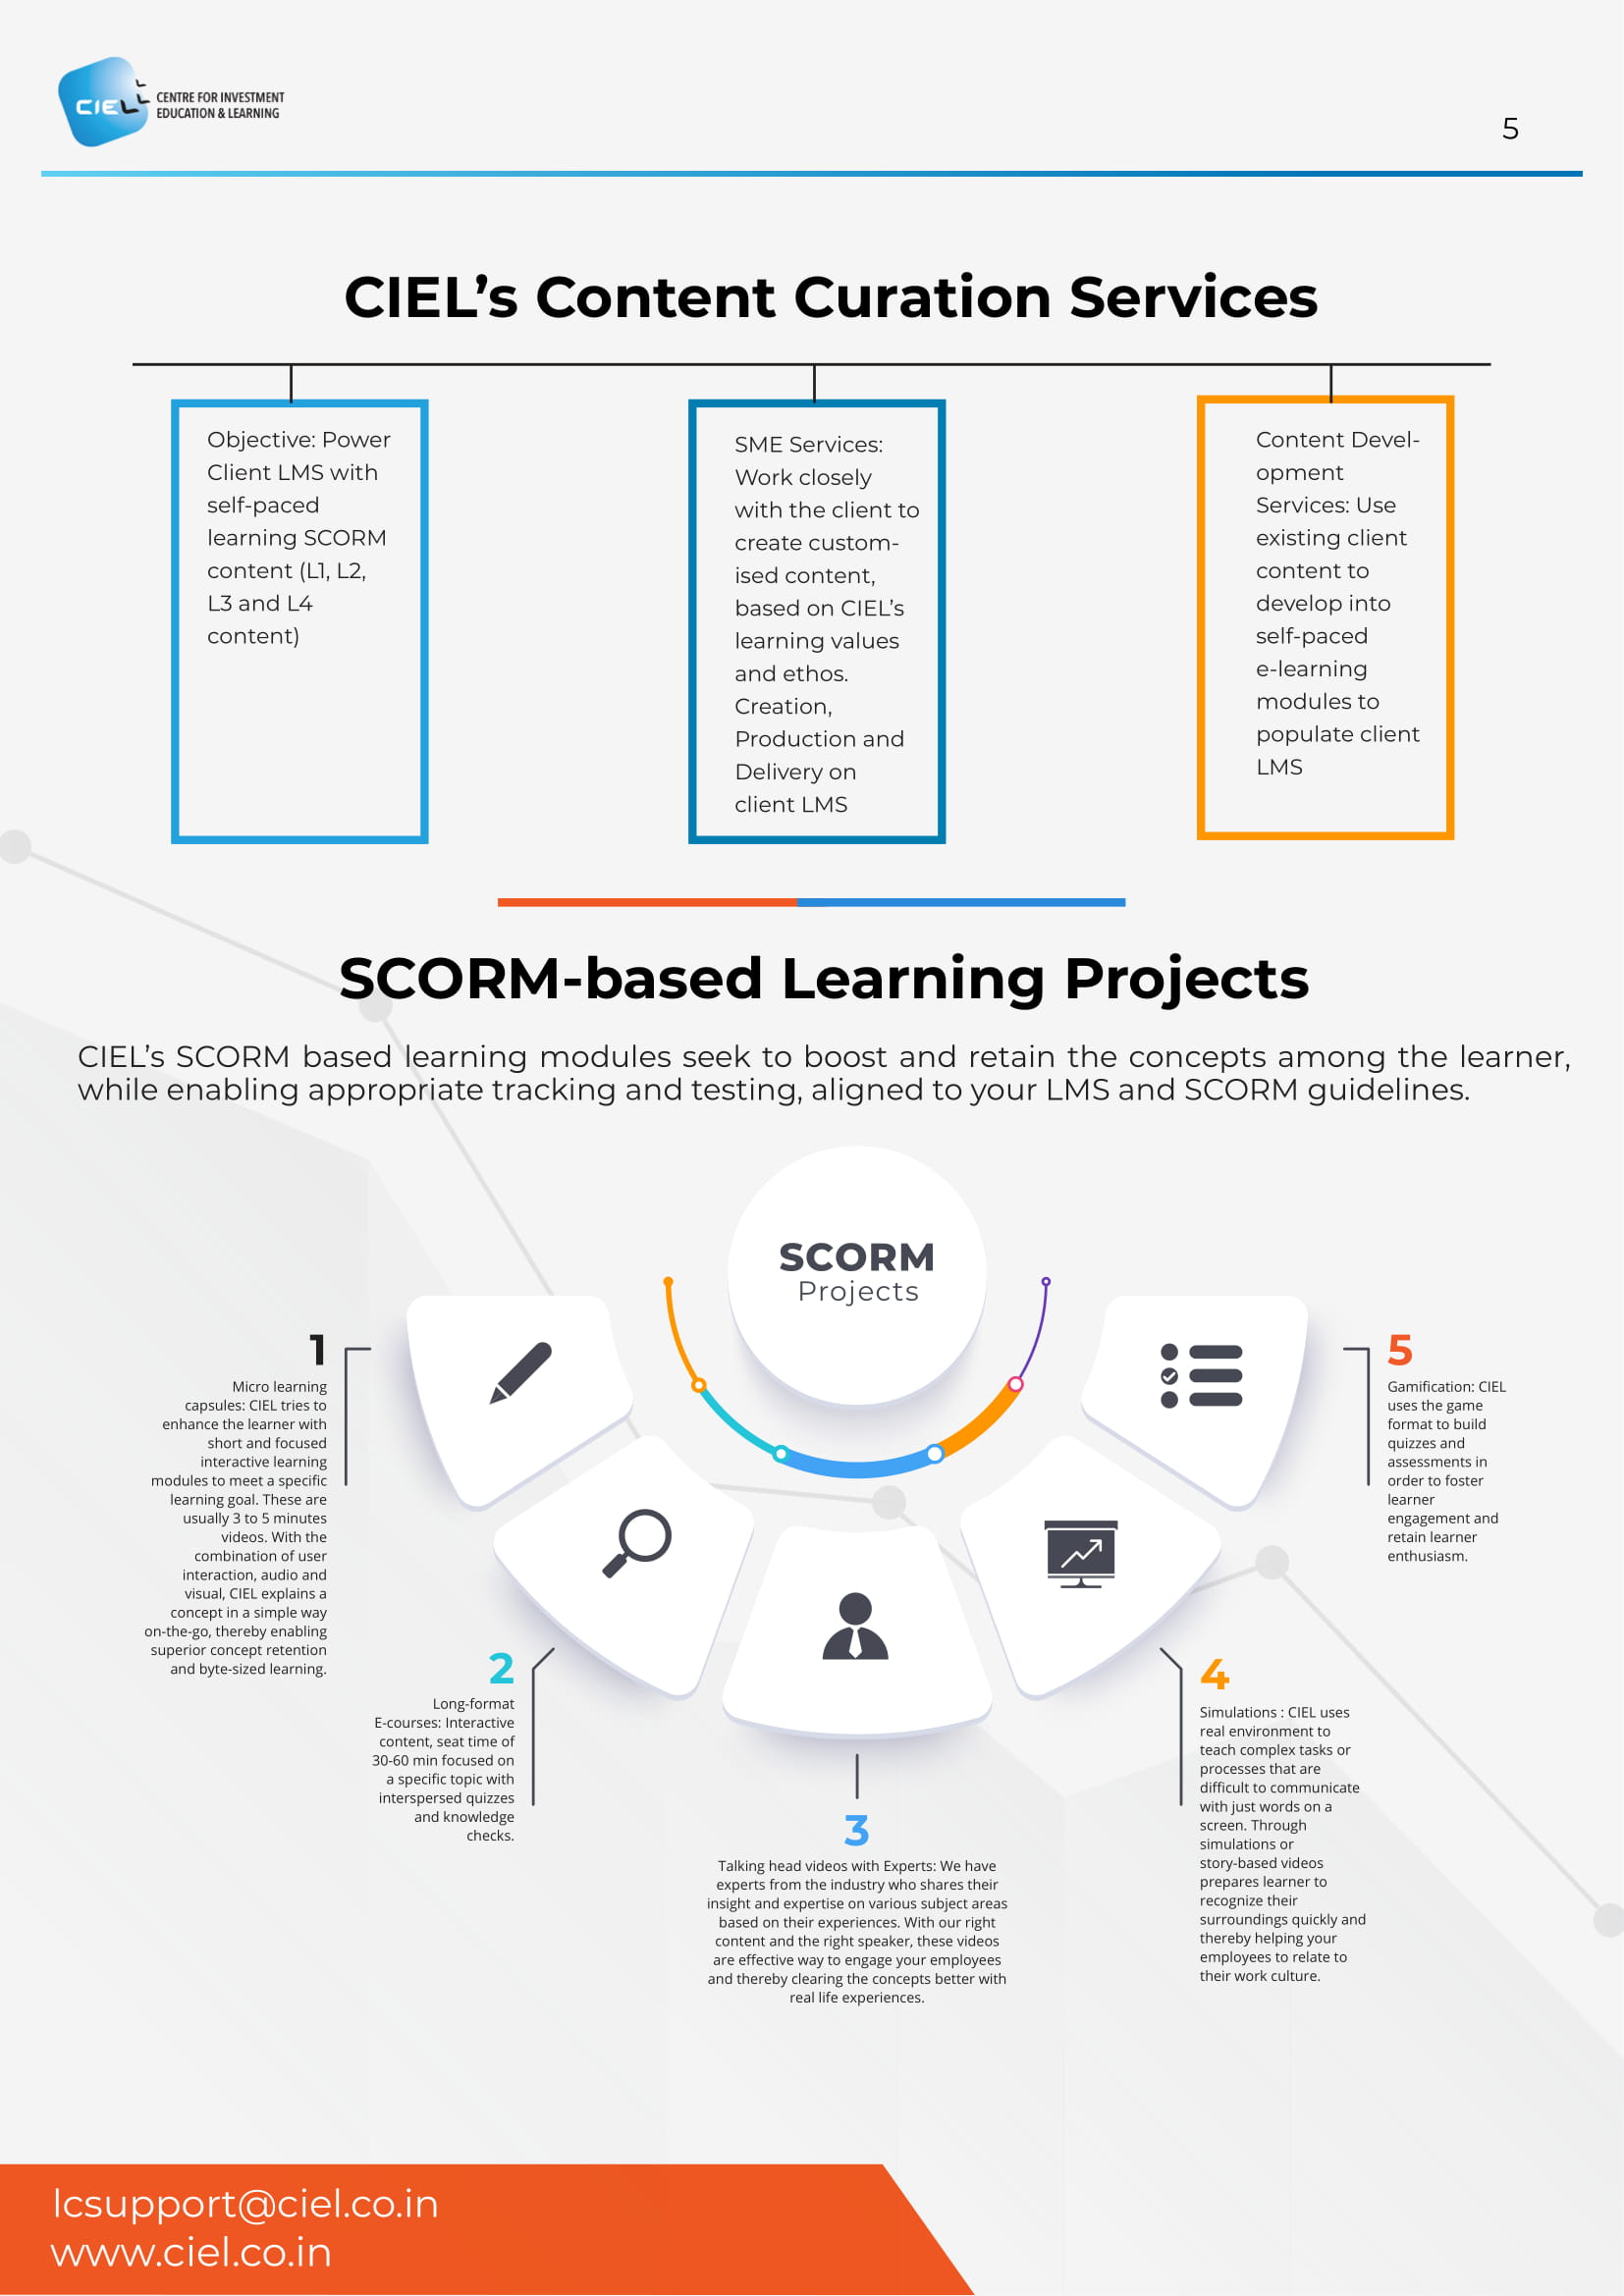 CIEL
CENTRE FOR INVESTMENT
EDUCATION & LEARNING
5
CIEL’s Content Curation Services
Objective: Power
Client LMS with
self-paced
learning SCORM
content (L1, L2,
L3 and L4
content)
SME Services:
Work closely
with the client to
create custom-
ised content,
based on CIEL’s
learning values
and ethos.
Creation,
Production and
Delivery on
client LMS
Content Devel-
opment
Services: Use
existing client
content to
develop into
self-paced
e-learning
modules to
populate client
LMS
SCORM-based Learning Projects
CIEL’s SCORM based learning modules seek to boost and retain the concepts among the learner,
while enabling appropriate tracking and testing, aligned to your LMS and SCORM guidelines.
SCORM
Projects
1
Micro learning
capsules: CIEL tries to
enhance the learner with
short and focused
interactive learning
modules to meet a specific
learning goal. These are
usually 3 to 5 minutes
videos. With the
combination of user
interaction, audio and
visual, CIEL explains a
concept in a simple way
on-the-go, thereby enabling
superior concept retention
and byte-sized learning.
2
Long-format
E-courses: Interactive
content, seat time of
30-60 min focused on
a specific topic with
interspersed quizzes
and knowledge
checks.
3
Talking head videos with Experts: We have
experts from the industry who shares their
insight and expertise on various subject areas
based on their experiences. With our right
content and the right speaker, these videos
are effective way to engage your employees
and thereby clearing the concepts better with
real life experiences.
4
Simulations : CIEL uses
real environment to
teach complex tasks or
processes that are
difficult to communicate
with just words on a
screen. Through
simulations or
story-based videos
prepares learner to
recognize their
surroundings quickly and
thereby helping your
employees to relate to
their work culture.
5
Gamification: CIEL
uses the game
format to build
quizzes and
assessments in
order to foster
learner
engagement and
retain learner
enthusiasm.
lcsupport@ciel.co.in
www.ciel.co.in